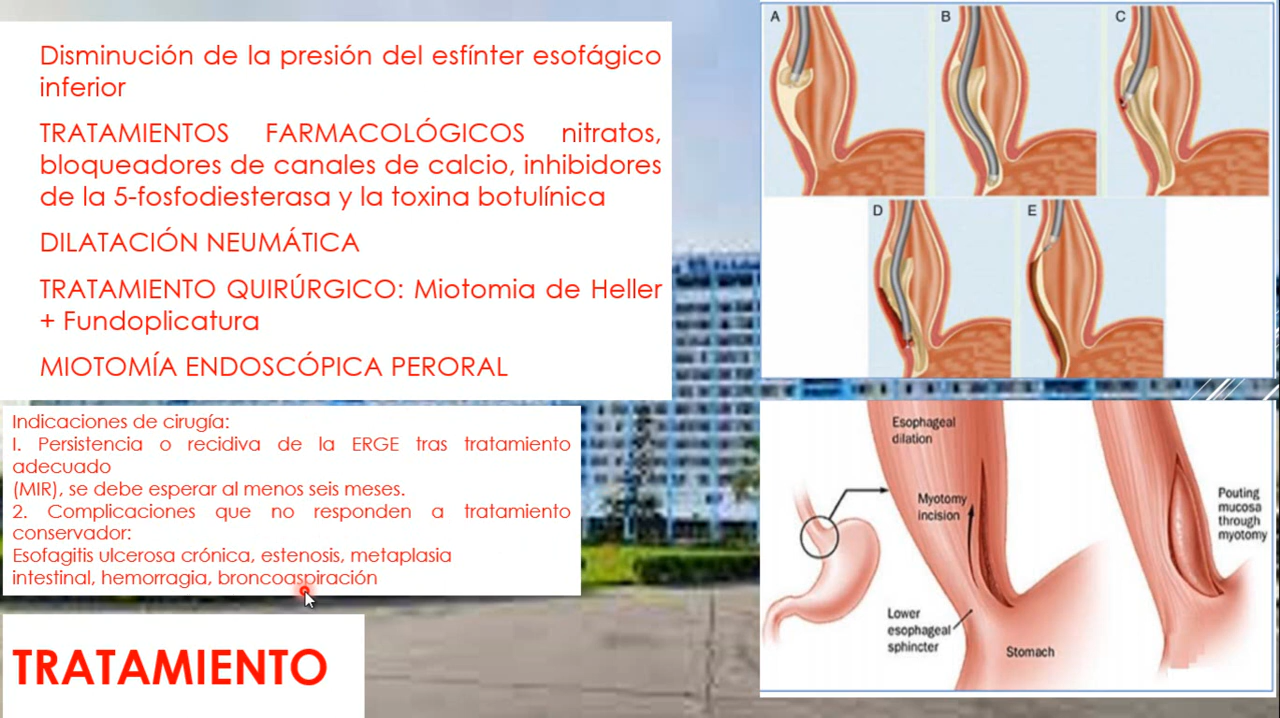 Disminución de la presión del esfínter esofágico
inferior
TRATAMIENTOS FARMACOLÓGICOS nitratos,
bloqueadores de canales de calcio, inhibidores
de la 5-fosfodiesterasa y la toxina botulínica
DILATACIÓN NEUMÁTICA
TRATAMIENTO QUIRÚRGICO: Miotomia de Heller
+ Fundoplicatura
MIOTOMÍA ENDOSCÓPICA PERORAL
Indicaciones de cirugía:
I. Persistencia o recidiva de la ERGE tras tratamiento
adecuado
(MIR), se debe esperar al menos seis meses.
2. Complicaciones que no responden a tratamiento
conservador:
Esofagitis ulcerosa crónica, estenosis, metaplasia
intestinal, hemorragia, broncoaspiración
TRATAMIENTO
A
B
C
D
E
Esophageal
dilation
Myotomy
incision
Lower
esophageal
sphincter
Stomach
Pouting
mucosa
through
myotomy